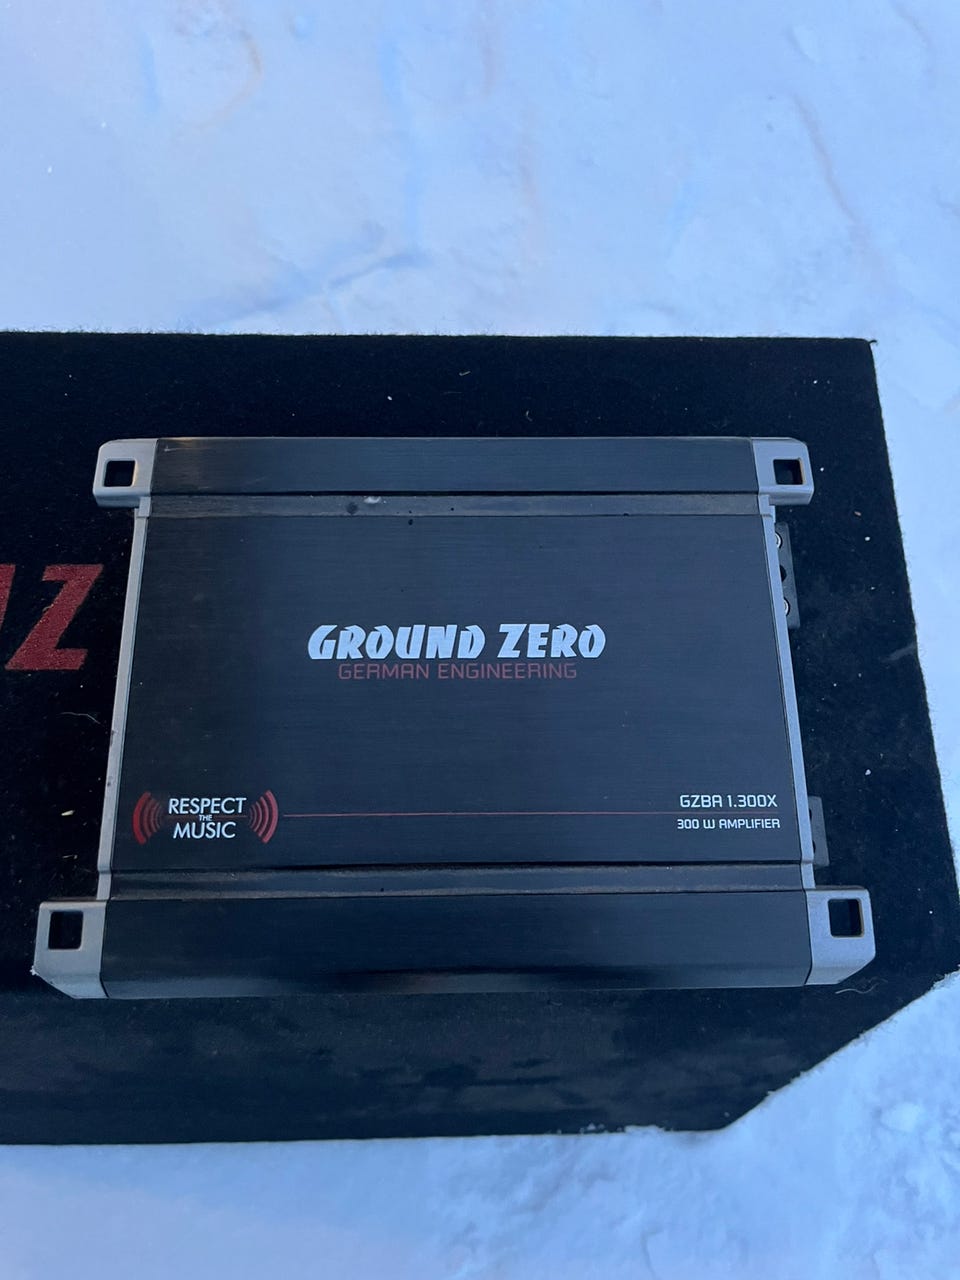 GROUND ZERO
GERMAN ENGINEERING
RESPECT
THE
MUSIC
GZBA 1.300X
300 W AMPLIFIER